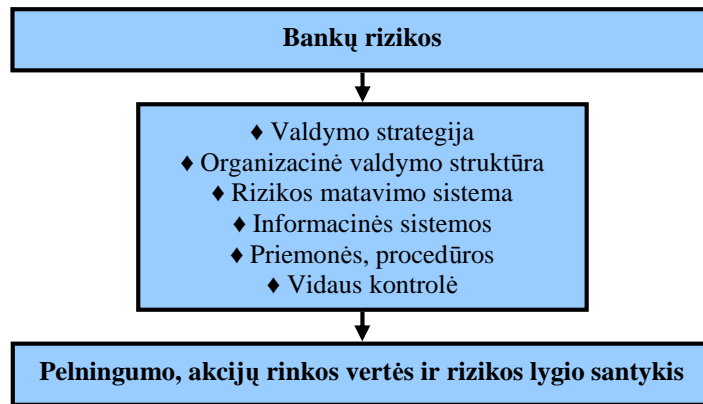 Bankų rizikos
♦ Valdymo strategija
♦ Organizacinė valdymo struktūra
♦ Rizikos matavimo sistema
♦ Informacinės sistemos
♦ Priemonės, procedūros
♦ Vidaus kontrolė
Pelningumo, akcijų rinkos vertės ir rizikos lygio santykis